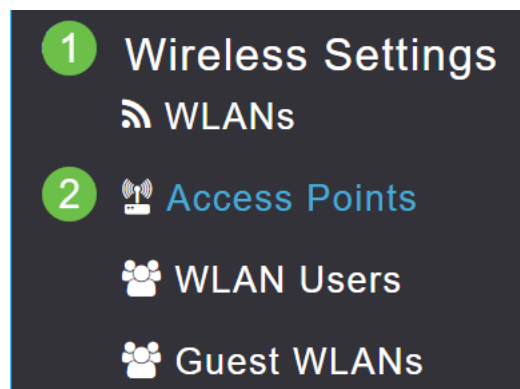 1 Wireless Settings
WLANs
2 Access Points
WLAN Users
Guest WLANs